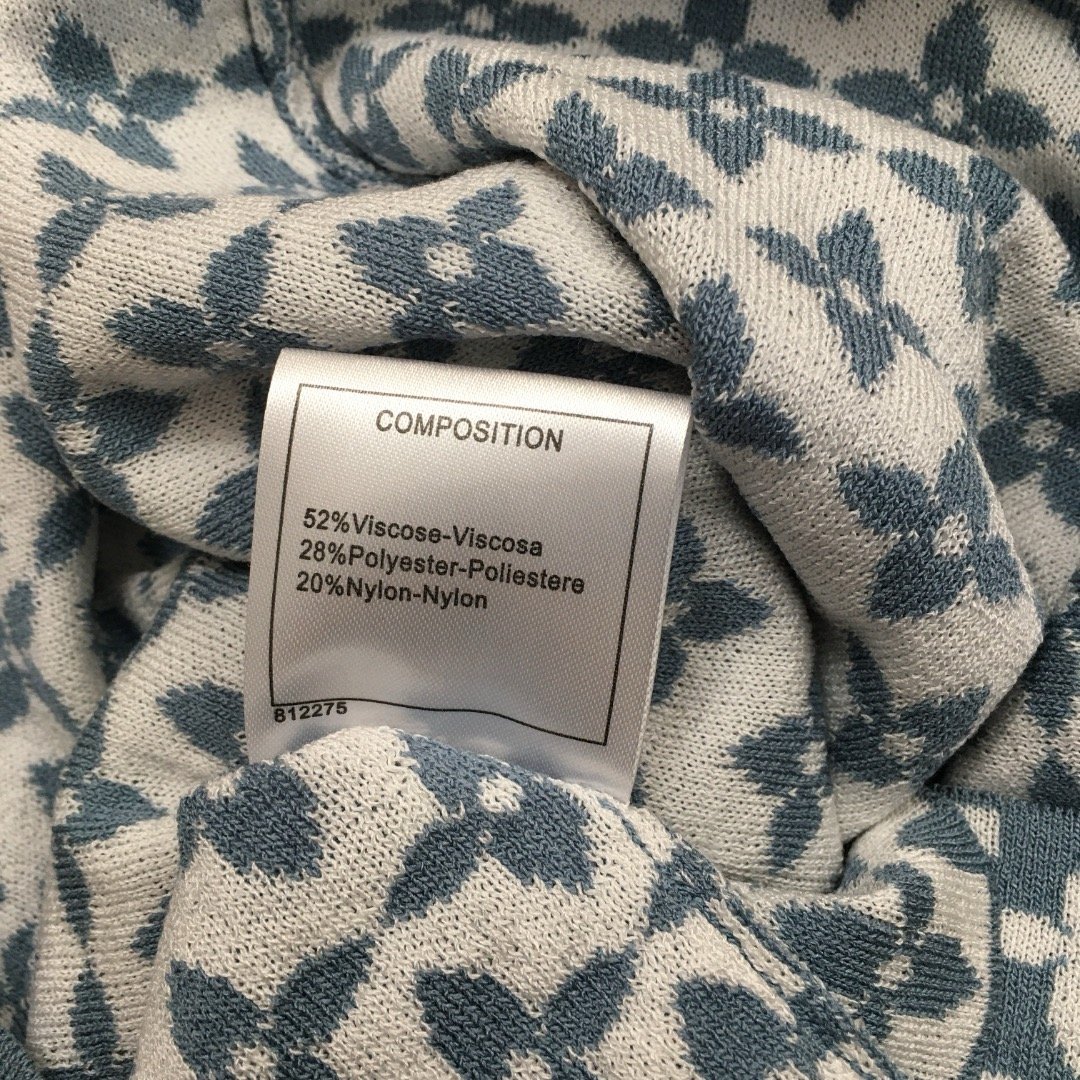 COMPOSITION
52%Viscose-Viscosa
28%Polyester-Poliestere
20%Nylon-Nylon
812275